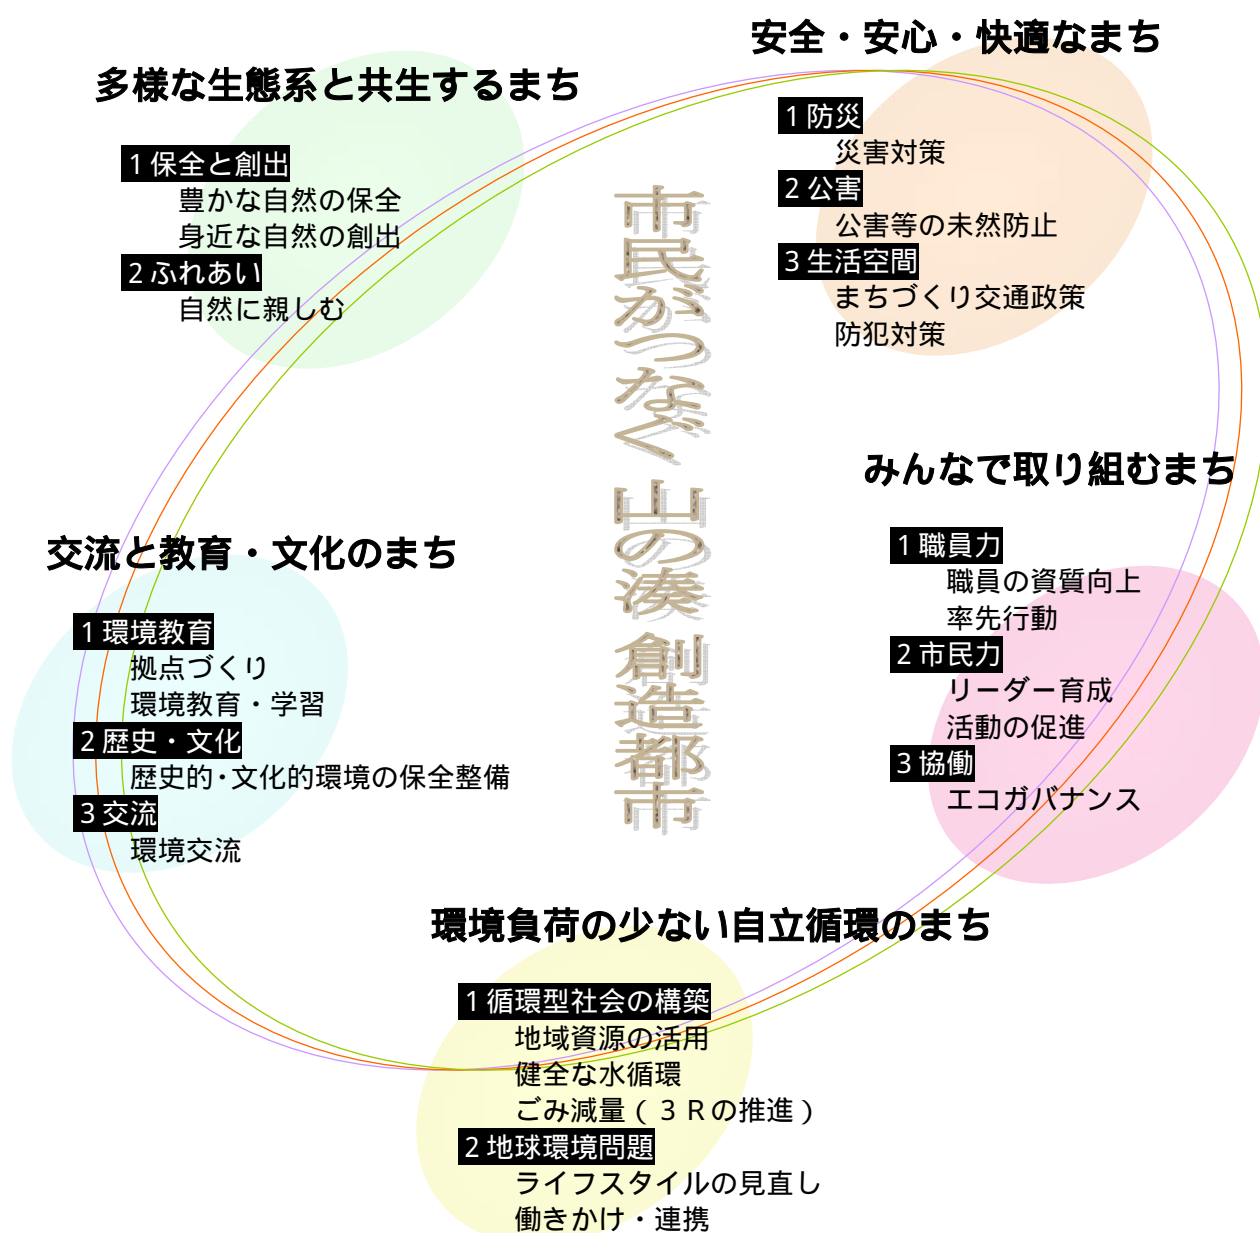 多様な生態系と共生するまち
1 保全と創出
豊かな自然の保全
身近な自然の創出
2 ふれあい
自然に親しむ
安全・安心・快適なまち
1 防災
災害対策
2 公害
公害等の未然防止
3 生活空間
まちづくり交通政策
防犯対策
市民がつなぐ 山の湊 創造都市
みんなで取り組むまち
1 職員力
職員の資質向上
率先行動
2 市民力
リーダー育成
活動の促進
3 協働
エコガバナンス
交流と教育・文化のまち
1 環境教育
拠点づくり
環境教育・学習
2 歴史・文化
歴史的・文化的環境の保全整備
3 交流
環境交流
環境負荷の少ない自立循環のまち
1 循環型社会の構築
地域資源の活用
健全な水循環
ごみ減量(3Rの推進)
2 地球環境問題
ライフスタイルの見直し
働きかけ・連携